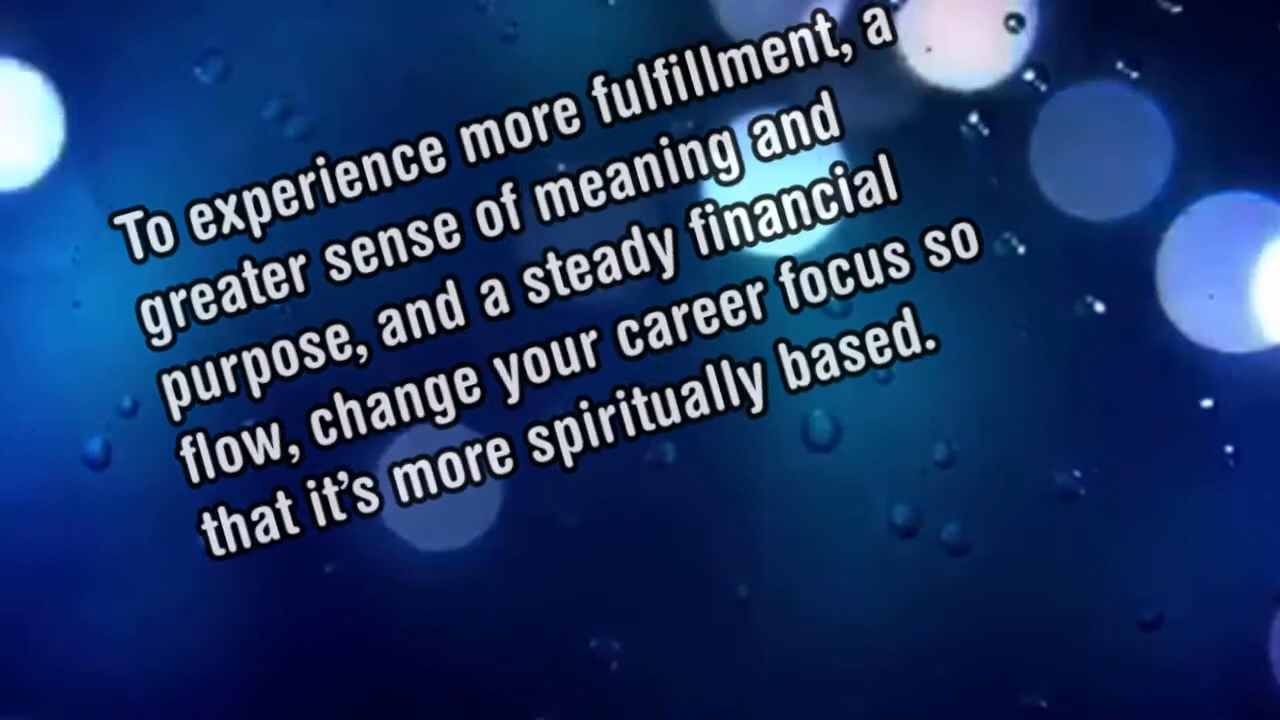 To experience more fulfillment, a
greater sense of meaning and
purpose, and a steady financial
flow, change your career focus so
that it’s more spiritually based.